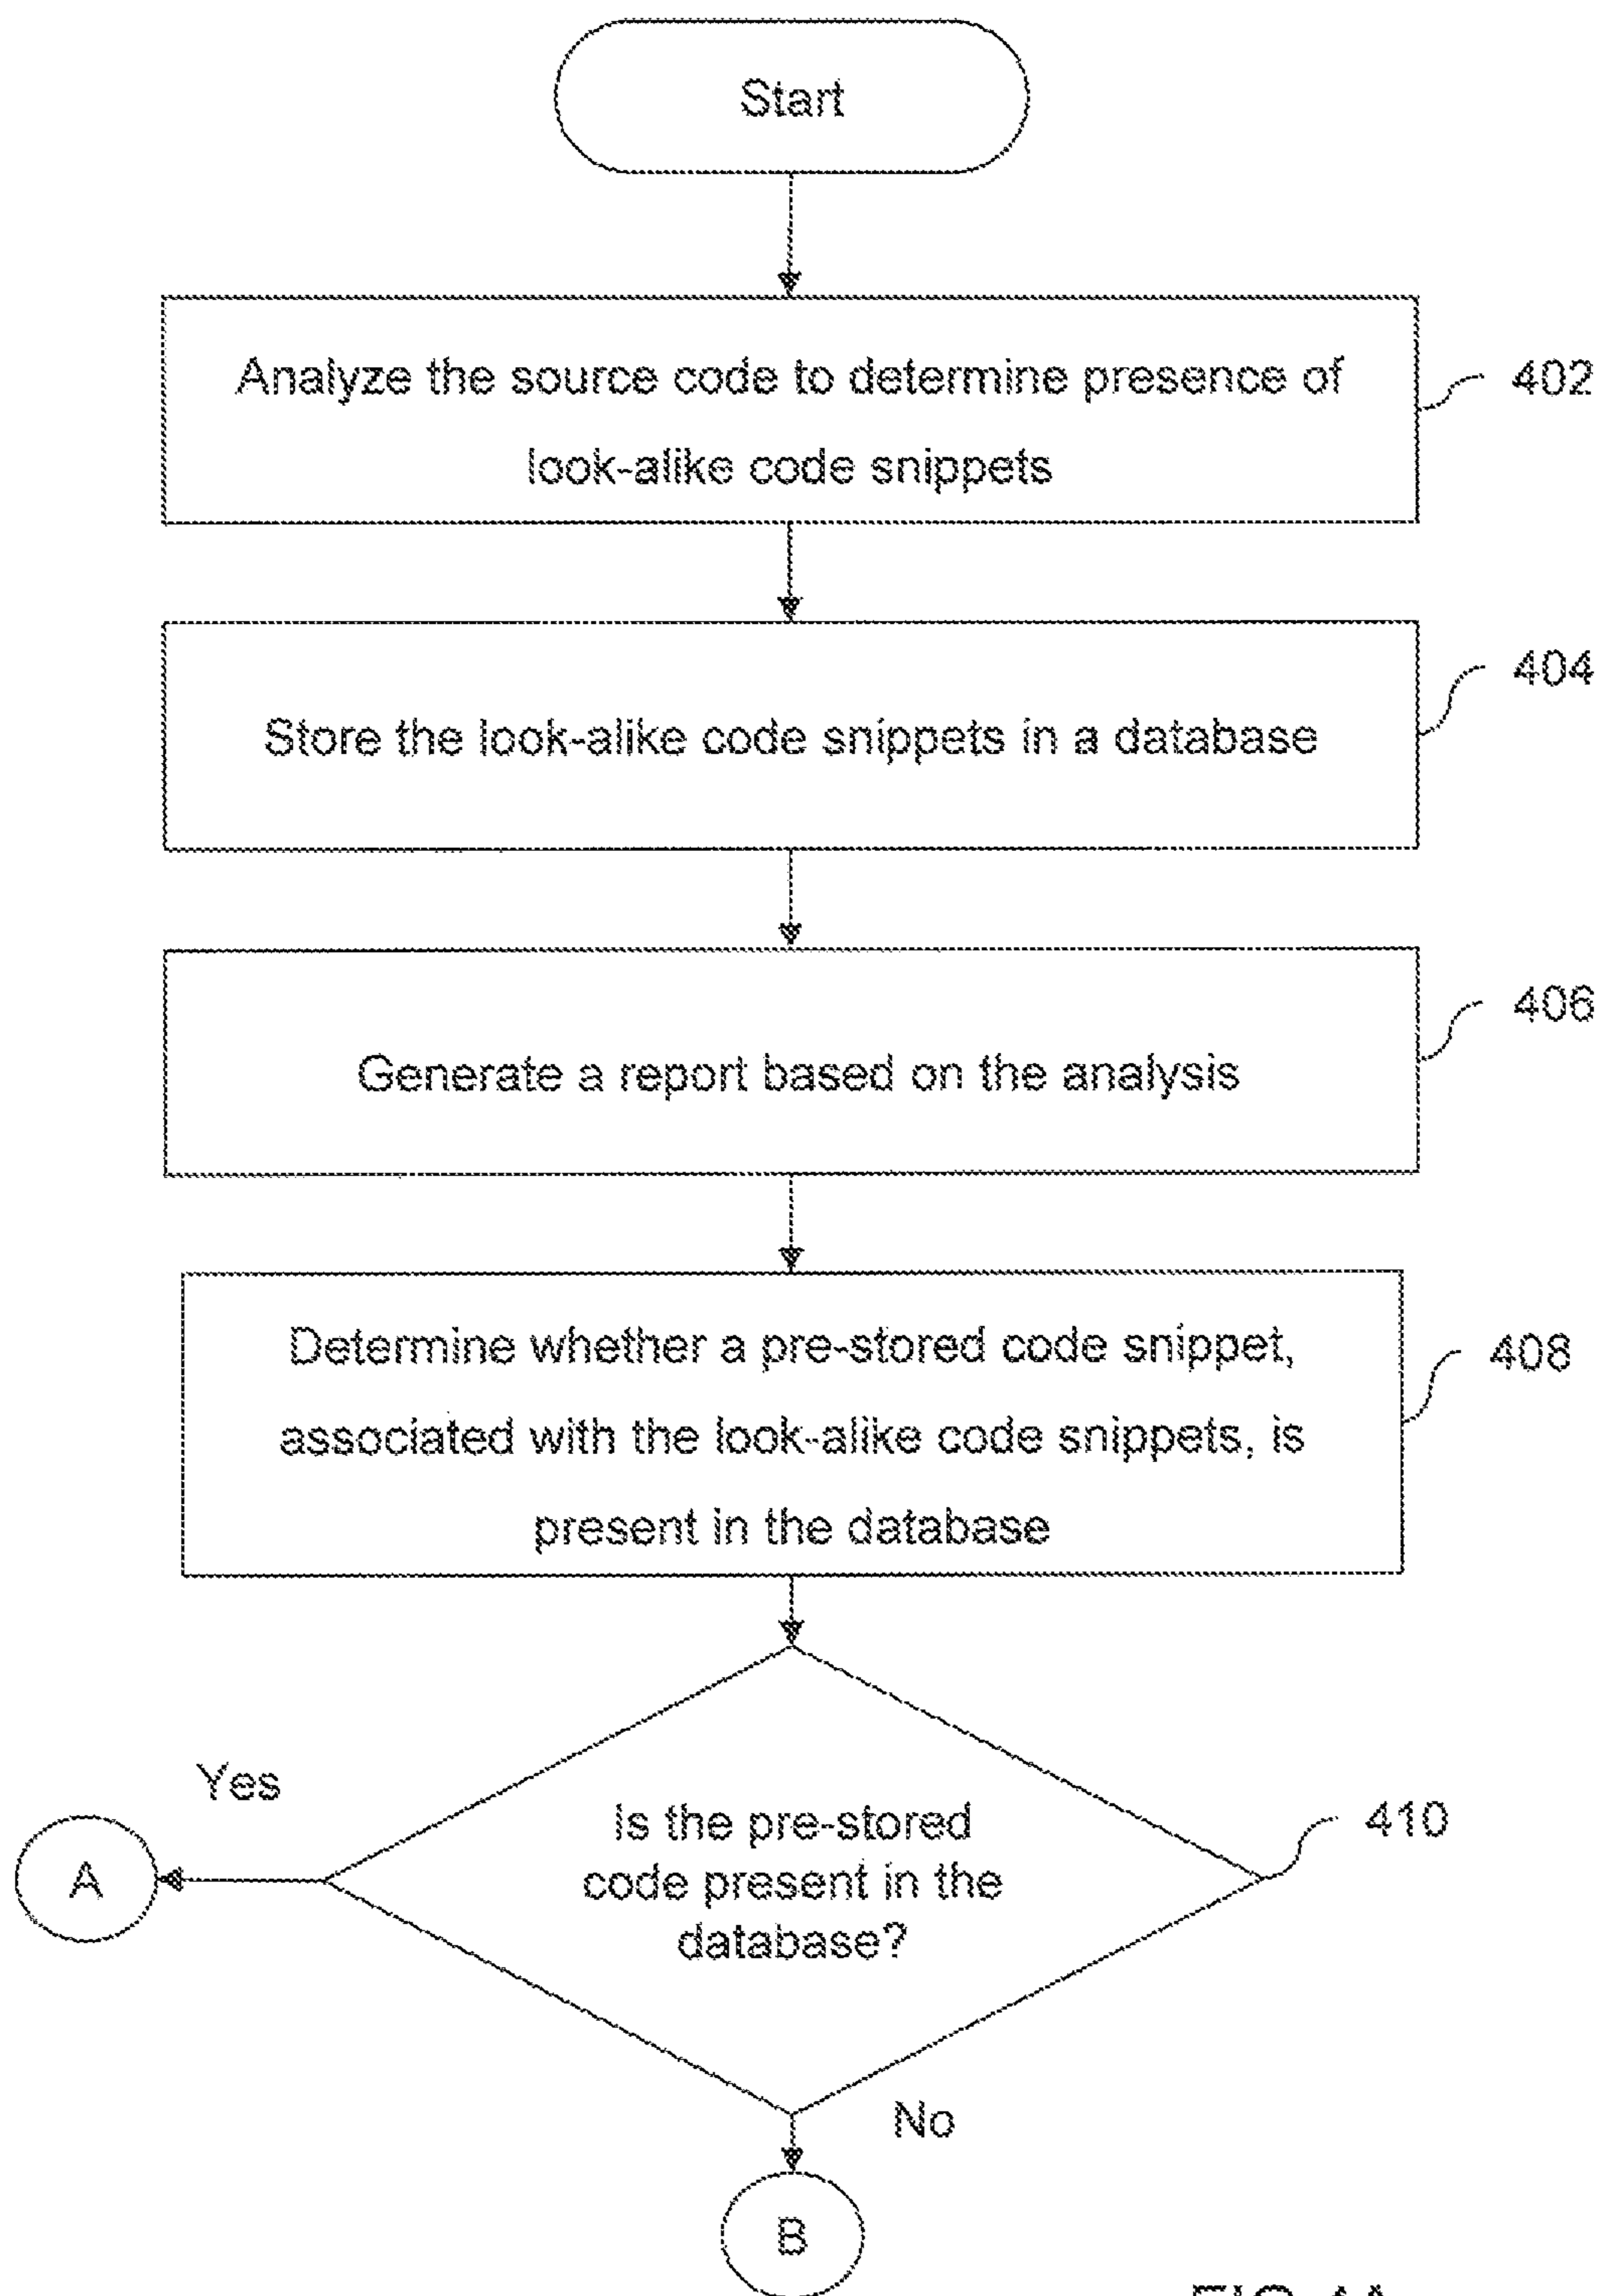 Start
Analyze the source code to determine presence of
look-alike code snippets
402
Store the look-alike code snippets in a database
404
Generate a report based on the analysis
406
Determine whether a pre-stored code snippet,
associated with the look-alike code snippets, is
present in the database
408
Yes
A
Is the pre-stored
code present in the
database?
410
No
B